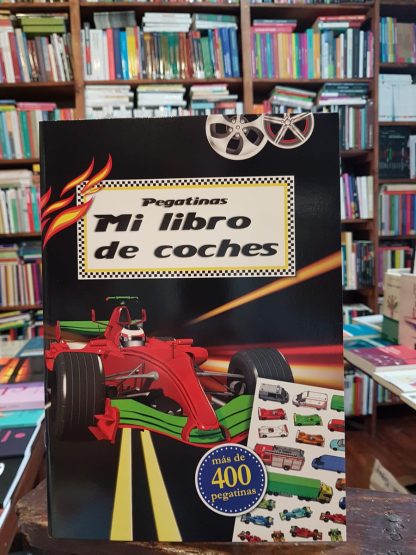 Pegatinas
Mi libro
de coches
más de
400
pegatinas